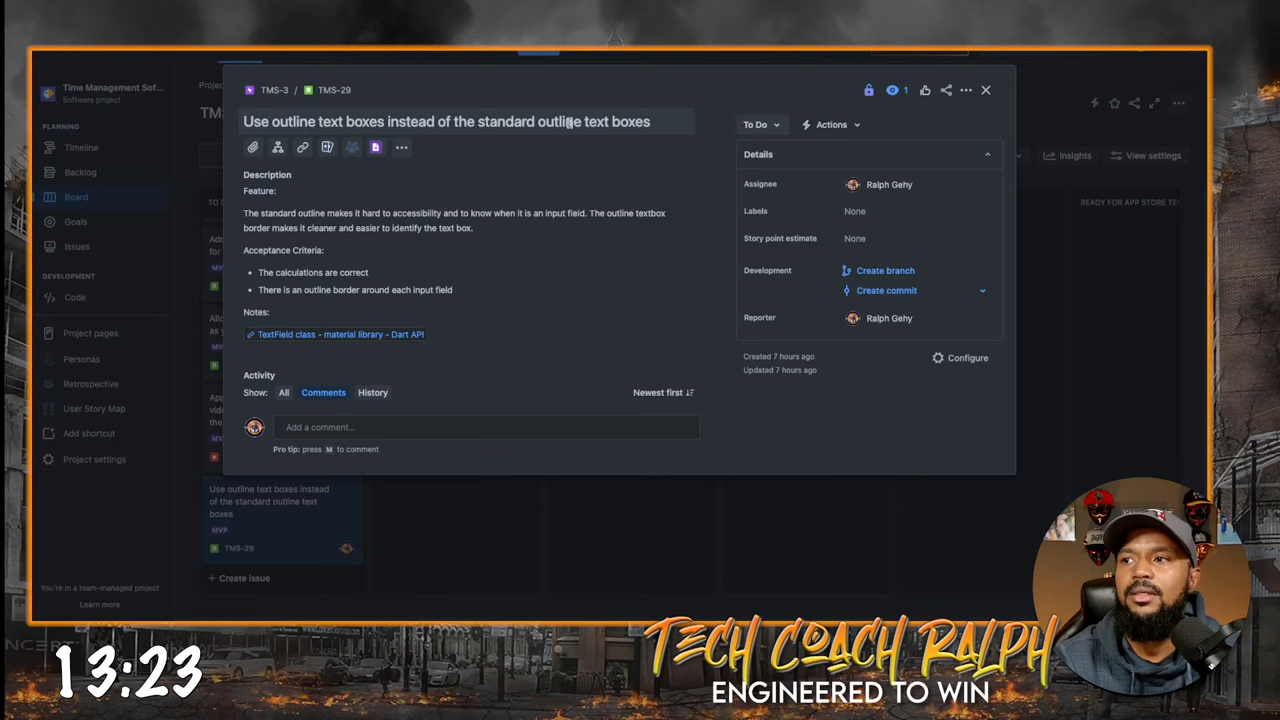 Time Management Sof...
Software project
PLANNING
Timeline
Backlog
Board
Goals
Issues
DEVELOPMENT
Code
Project pages
Personas
Retrospective
User Story Map
Add shortcut
Project settings
You're in a team-managed project
Learn more
Insights
View settings
TMS-3 / TMS-29
1
Use outline text boxes instead of the standard outline text boxes
To Do
Actions
Description
Feature:
The standard outline makes it hard to accessibility and to know when it is an input field. The outline textbox
border makes it cleaner and easier to identify the text box.
Acceptance Criteria:
• The calculations are correct
• There is an outline border around each input field
Notes:
TextField class - material library - Dart API
Activity
Show: All Comments History
Newest first
Add a comment...
Pro tip: press M to comment
Details
Assignee Ralph Gehy
Labels None
Story point estimate None
Development Create branch
Create commit
Reporter Ralph Gehy
Created 7 hours ago
Updated 7 hours ago
Configure
Use outline text boxes instead
of the standard outline text
boxes
MVP
TMS-29
+ Create issue
13:23
TECH COACH RALPH
ENGINEERED TO WIN